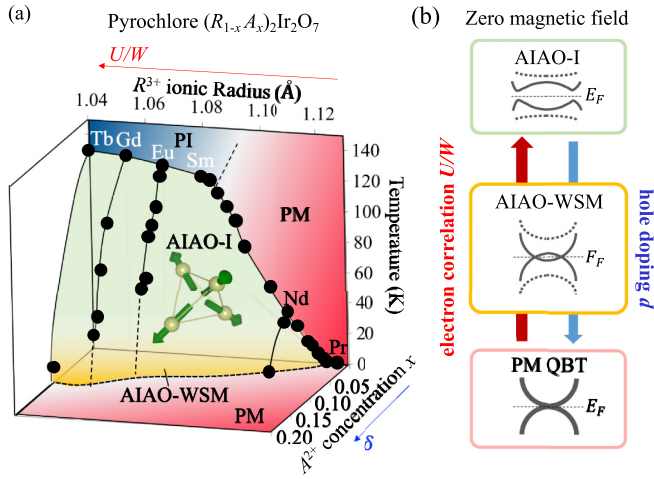 (a)
Pyrochlore (R1-xAx)2Ir2O7
U/W
R3+ ionic Radius (Å)
1.04 1.06 1.08 1.10 1.12
Tb Gd Eu Sm
PI
PM
AIAO-I
Nd
Pr
AIAO-WSM
PM
140
120
100
80
60
40
20
0
Temperature (K)
0.05
0.10
0.15
0.20
A2+ concentration x
δ
(b)
Zero magnetic field
AIAO-I
EF
electron correlation U/W
hole doping d
AIAO-WSM
FF
PM QBT
EF